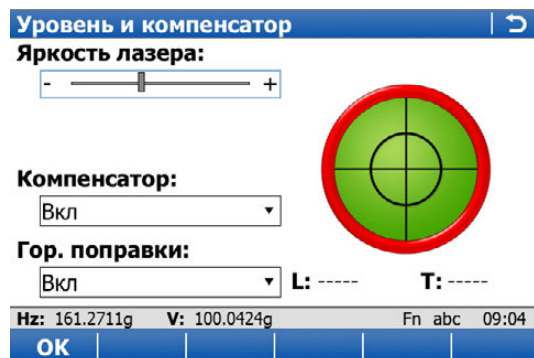 Уровень и компенсатор
Яркость лазера:
- +
Компенсатор:
Вкл
Гор. поправки:
Вкл
L: ----- T: -----
Hz: 161.2711g V: 100.0424g Fn abc 09:04
OK